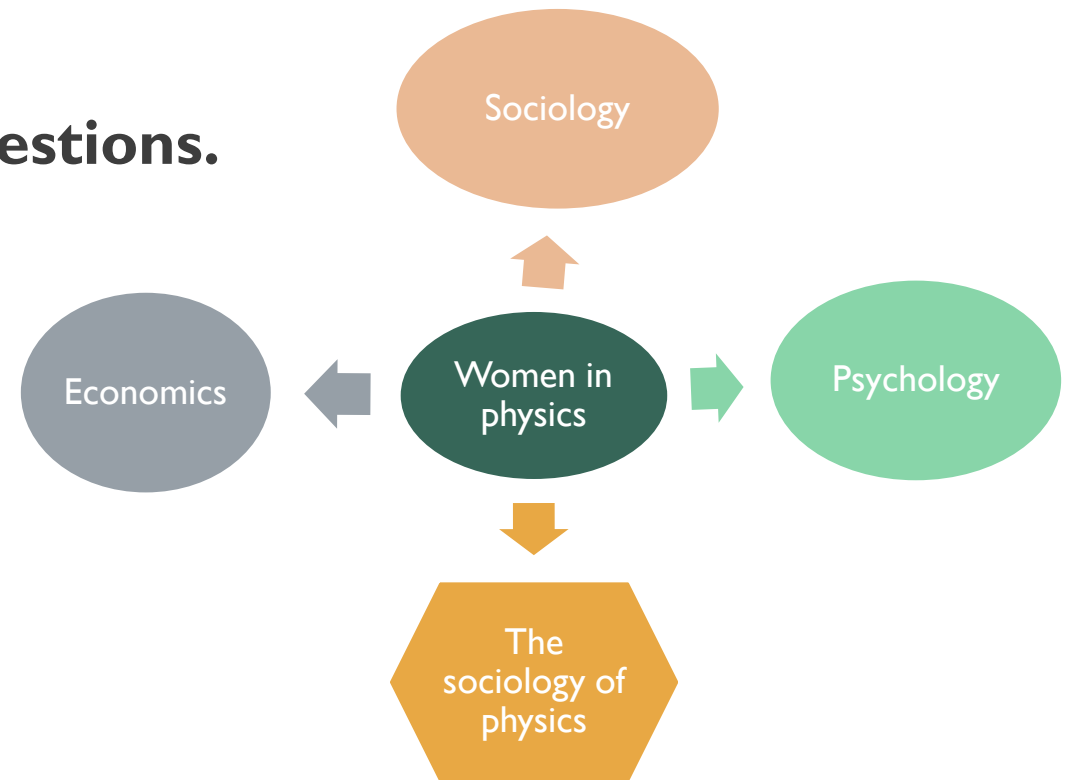 Sociology
estions.
Economics
Women in
physics
Psychology
The
sociology of
physics